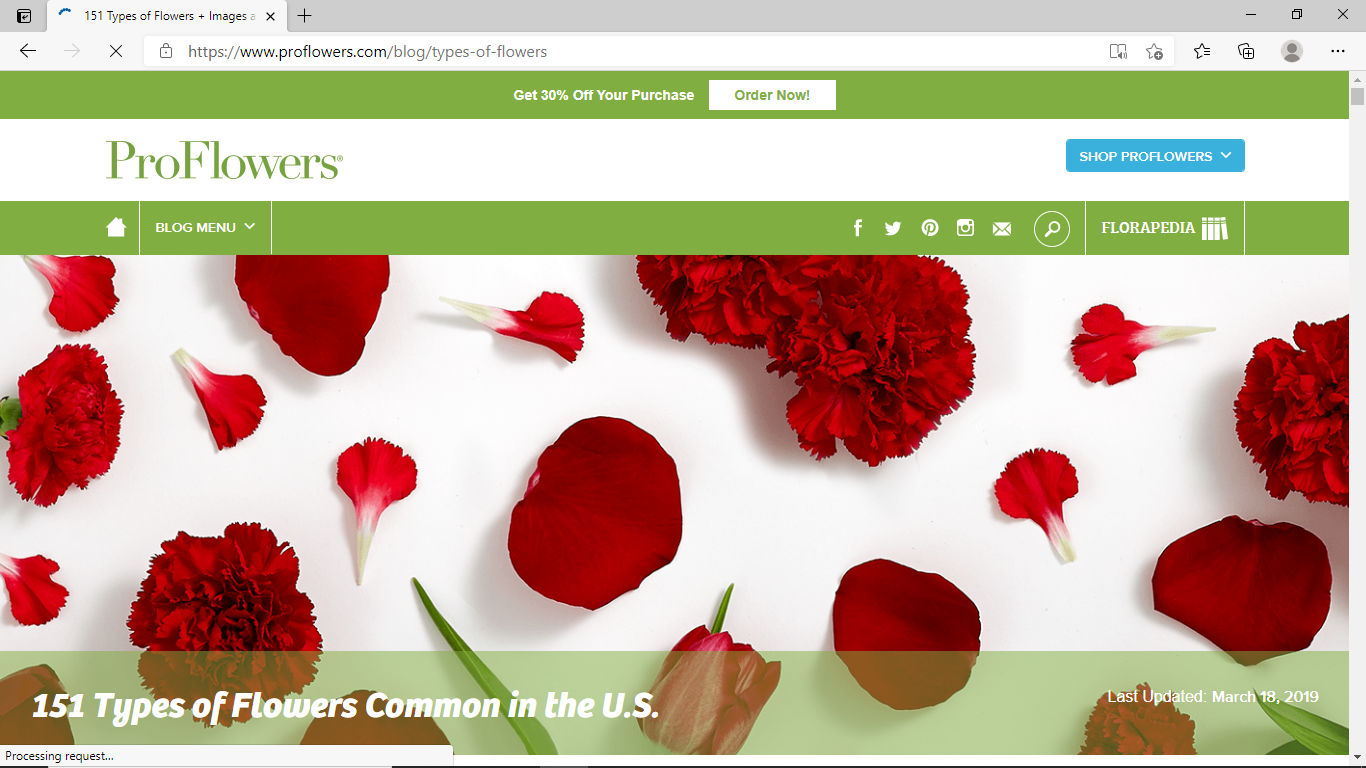 151 Types of Flowers + Images a
https://www.proflowers.com/blog/types-of-flowers
Get 30% Off Your Purchase Order Now!
ProFlowers®
SHOP PROFLOWERS
BLOG MENU
FLORAPEDIA
151 Types of Flowers Common in the U.S.
Last Updated: March 18, 2019
Processing request...